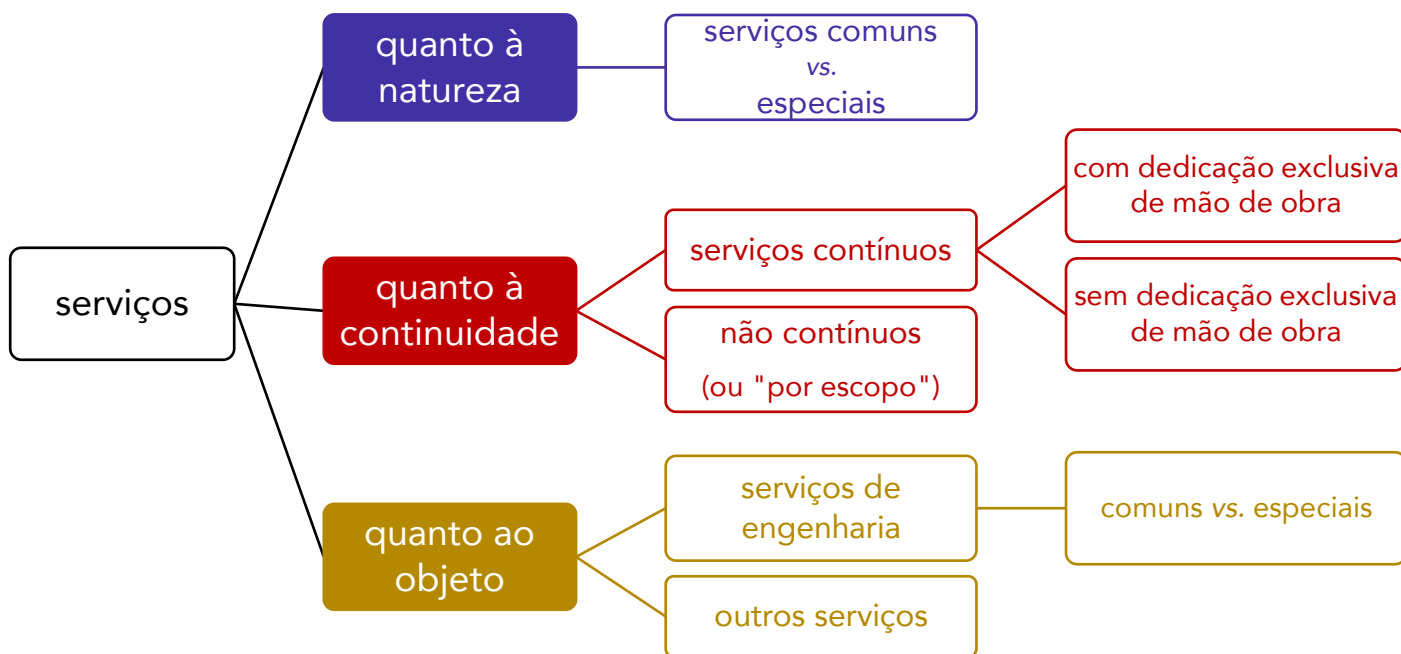 serviços
quanto à
natureza
serviços comuns
vs.
especiais
quanto à
continuidade
serviços contínuos
com dedicação exclusiva
de mão de obra
sem dedicação exclusiva
de mão de obra
não contínuos
(ou "por escopo")
quanto ao
objeto
serviços de
engenharia
comuns vs. especiais
outros serviços